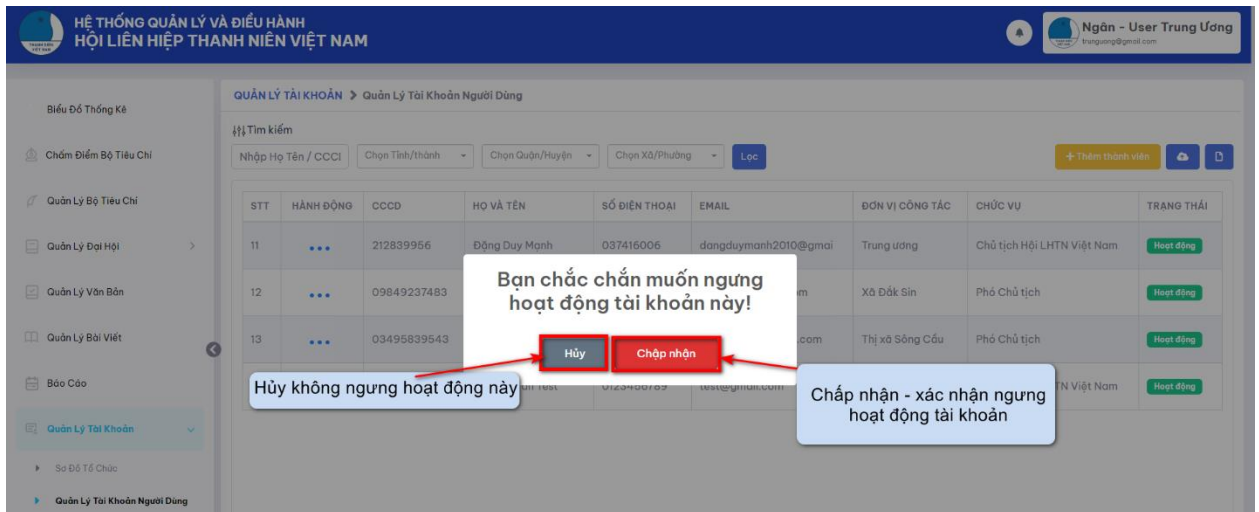 HỆ THỐNG QUẢN LÝ VÀ ĐIỀU HÀNH
HỘI LIÊN HIỆP THANH NIÊN VIỆT NAM
Ngân - User Trung Ương
trunguong@gmail.com
Biểu Đồ Thống Kê
Chấm Điểm Bộ Tiêu Chí
Quản Lý Bộ Tiêu Chí
Quản Lý Đại Hội
Quản Lý Văn Bản
Quản Lý Bài Viết
Báo Cáo
Quản Lý Tài Khoản
Sơ Đồ Tổ Chức
Quản Lý Tài Khoản Người Dùng
QUẢN LÝ TÀI KHOẢN > Quản Lý Tài Khoản Người Dùng
Tìm kiếm
Nhập Họ Tên / CCCI Chọn Tỉnh/thành Chọn Quận/Huyện Chọn Xã/Phường Lọc + Thêm thành viên
STT HÀNH ĐỘNG CCCD HỌ VÀ TÊN SỐ ĐIỆN THOẠI EMAIL ĐƠN VỊ CÔNG TÁC CHỨC VỤ TRẠNG THÁI
11 ••• 212839956 Đặng Duy Mạnh 037416006 dangduymanh2010@gmai Trung ương Chủ tịch Hội LHTN Việt Nam Hoạt động
12 ••• 09849237483 Xã Đắk Sin Phó Chủ tịch Hoạt động
13 ••• 03495839543 .com Thị xã Sông Cầu Phó Chủ tịch Hoạt động
Test 0123456789 test@gmail.com Việt Nam Hoạt động
Bạn chắc chắn muốn ngưng
hoạt động tài khoản này!
Hủy Chập nhận
Hủy không ngưng hoạt động này
Chấp nhận - xác nhận ngưng
hoạt động tài khoản